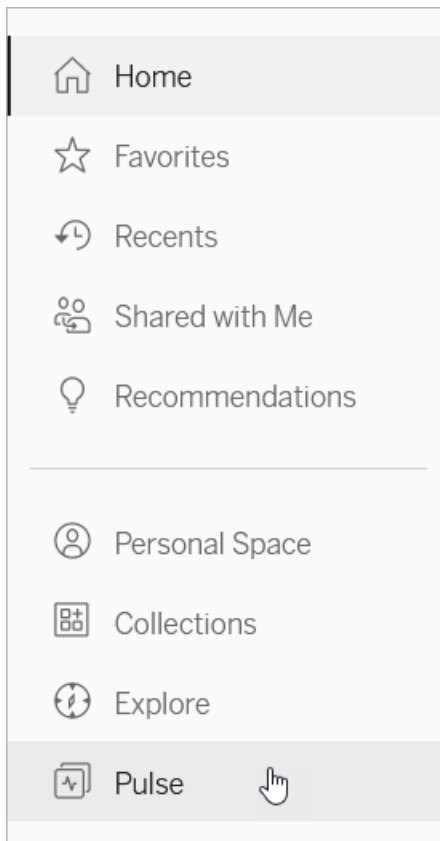 Home
Favorites
Recents
Shared with Me
Recommendations
Personal Space
Collections
Explore
Pulse